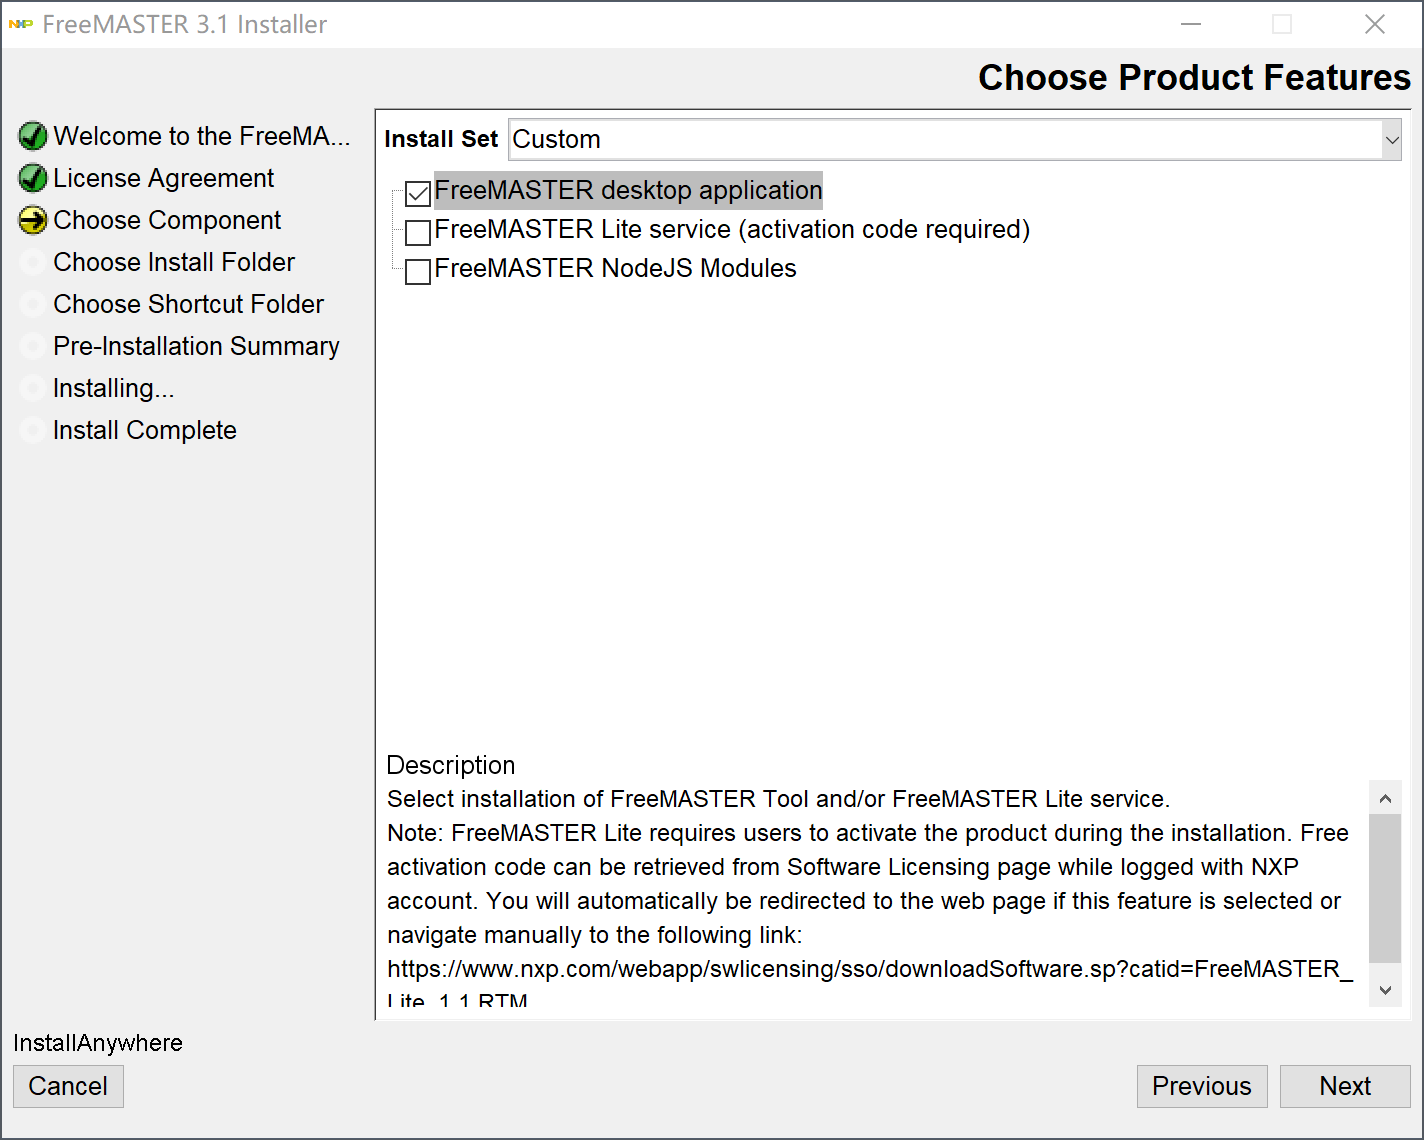 NXP FreeMASTER 3.1 Installer
Choose Product Features
Welcome to the FreeMA...
License Agreement
Choose Component
Choose Install Folder
Choose Shortcut Folder
Pre-Installation Summary
Installing...
Install Complete
Install Set Custom
FreeMASTER desktop application
FreeMASTER Lite service (activation code required)
FreeMASTER NodeJS Modules
Description
Select installation of FreeMASTER Tool and/or FreeMASTER Lite service.
Note: FreeMASTER Lite requires users to activate the product during the installation. Free
activation code can be retrieved from Software Licensing page while logged with NXP
account. You will automatically be redirected to the web page if this feature is selected or
navigate manually to the following link:
https://www.nxp.com/webapp/swlicensing/sso/downloadSoftware.sp?catid=FreeMASTER_
Lite_1.1 RTM
InstallAnywhere
Cancel
Previous
Next